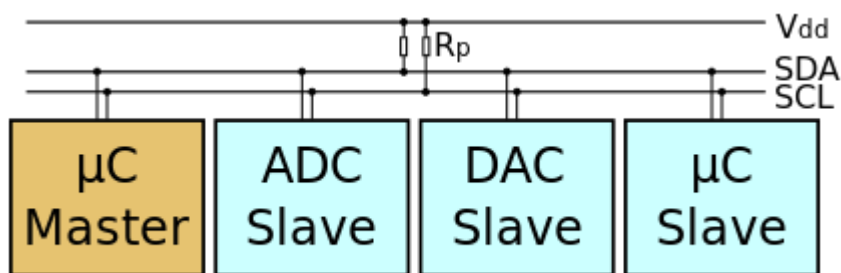 Vdd
Rp
SDA
SCL
µC
Master
ADC
Slave
DAC
Slave
µC
Slave